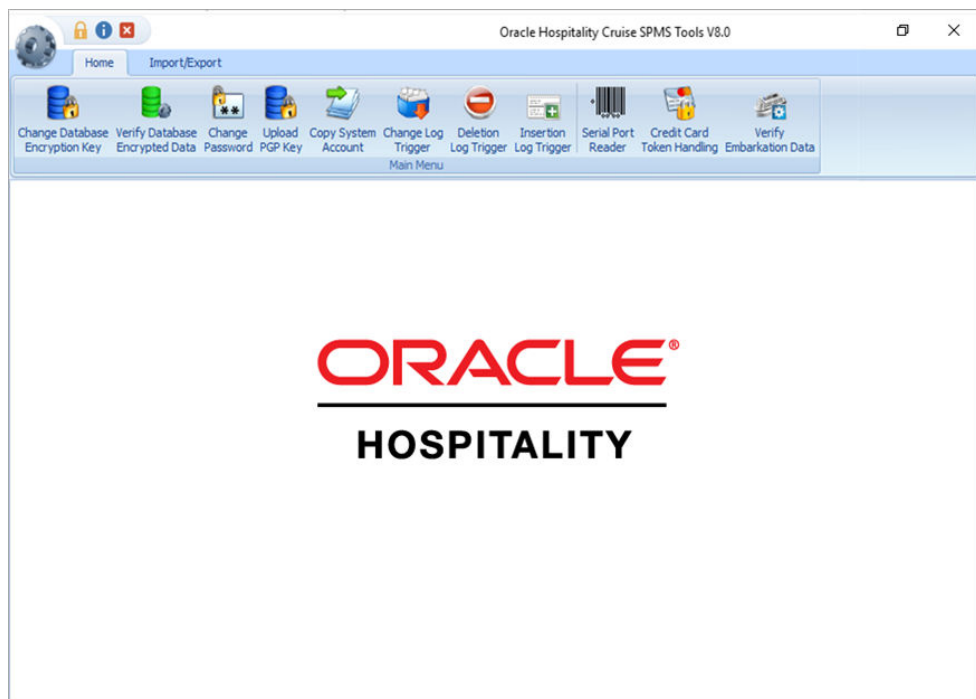 Oracle Hospitality Cruise SPMS Tools V8.0
Home Import/Export
Change Database Verify Database Change Upload Copy System Change Log Deletion Insertion Serial Port Credit Card Verify
Encryption Key Encrypted Data Password PGP Key Account Trigger Log Trigger Log Trigger Reader Token Handling Embarkation Data
Main Menu
ORACLE®
HOSPITALITY